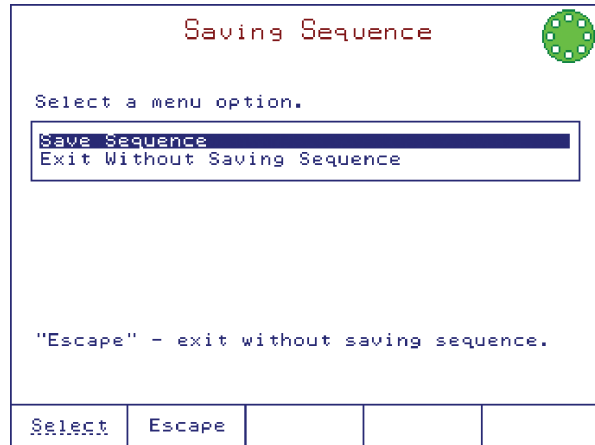 Saving Sequence
Select a menu option.
Save Sequence
Exit Without Saving Sequence
"Escape" - exit without saving sequence.
Select Escape